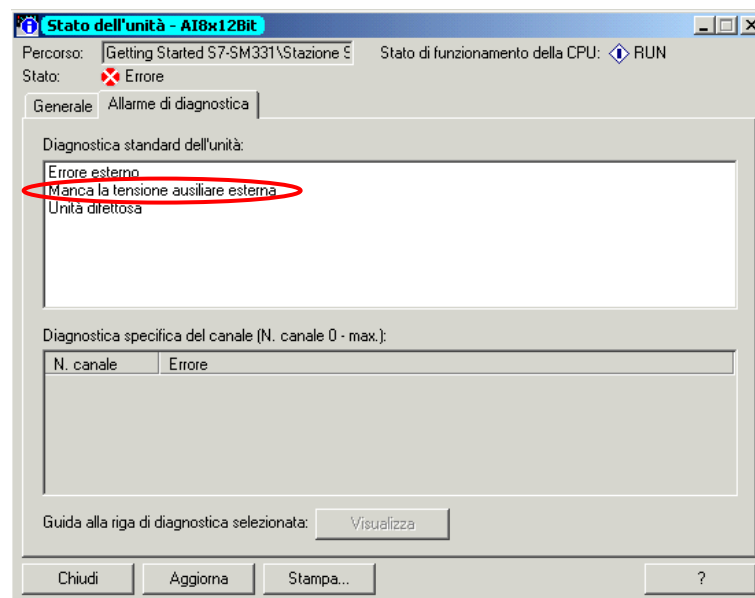 Stato dell'unità - AI8x12Bit
Percorso: Getting Started S7-SM331\Stazione S Stato di funzionamento della CPU: RUN
Stato: Errore
Generale Allarme di diagnostica
Diagnostica standard dell'unità:
Errore esterno
Manca la tensione ausiliare esterna
Unità difettosa
Diagnostica specifica del canale (N. canale 0 - max.):
N. canale Errore
Guida alla riga di diagnostica selezionata: Visualizza
Chiudi Aggiorna Stampa... ?